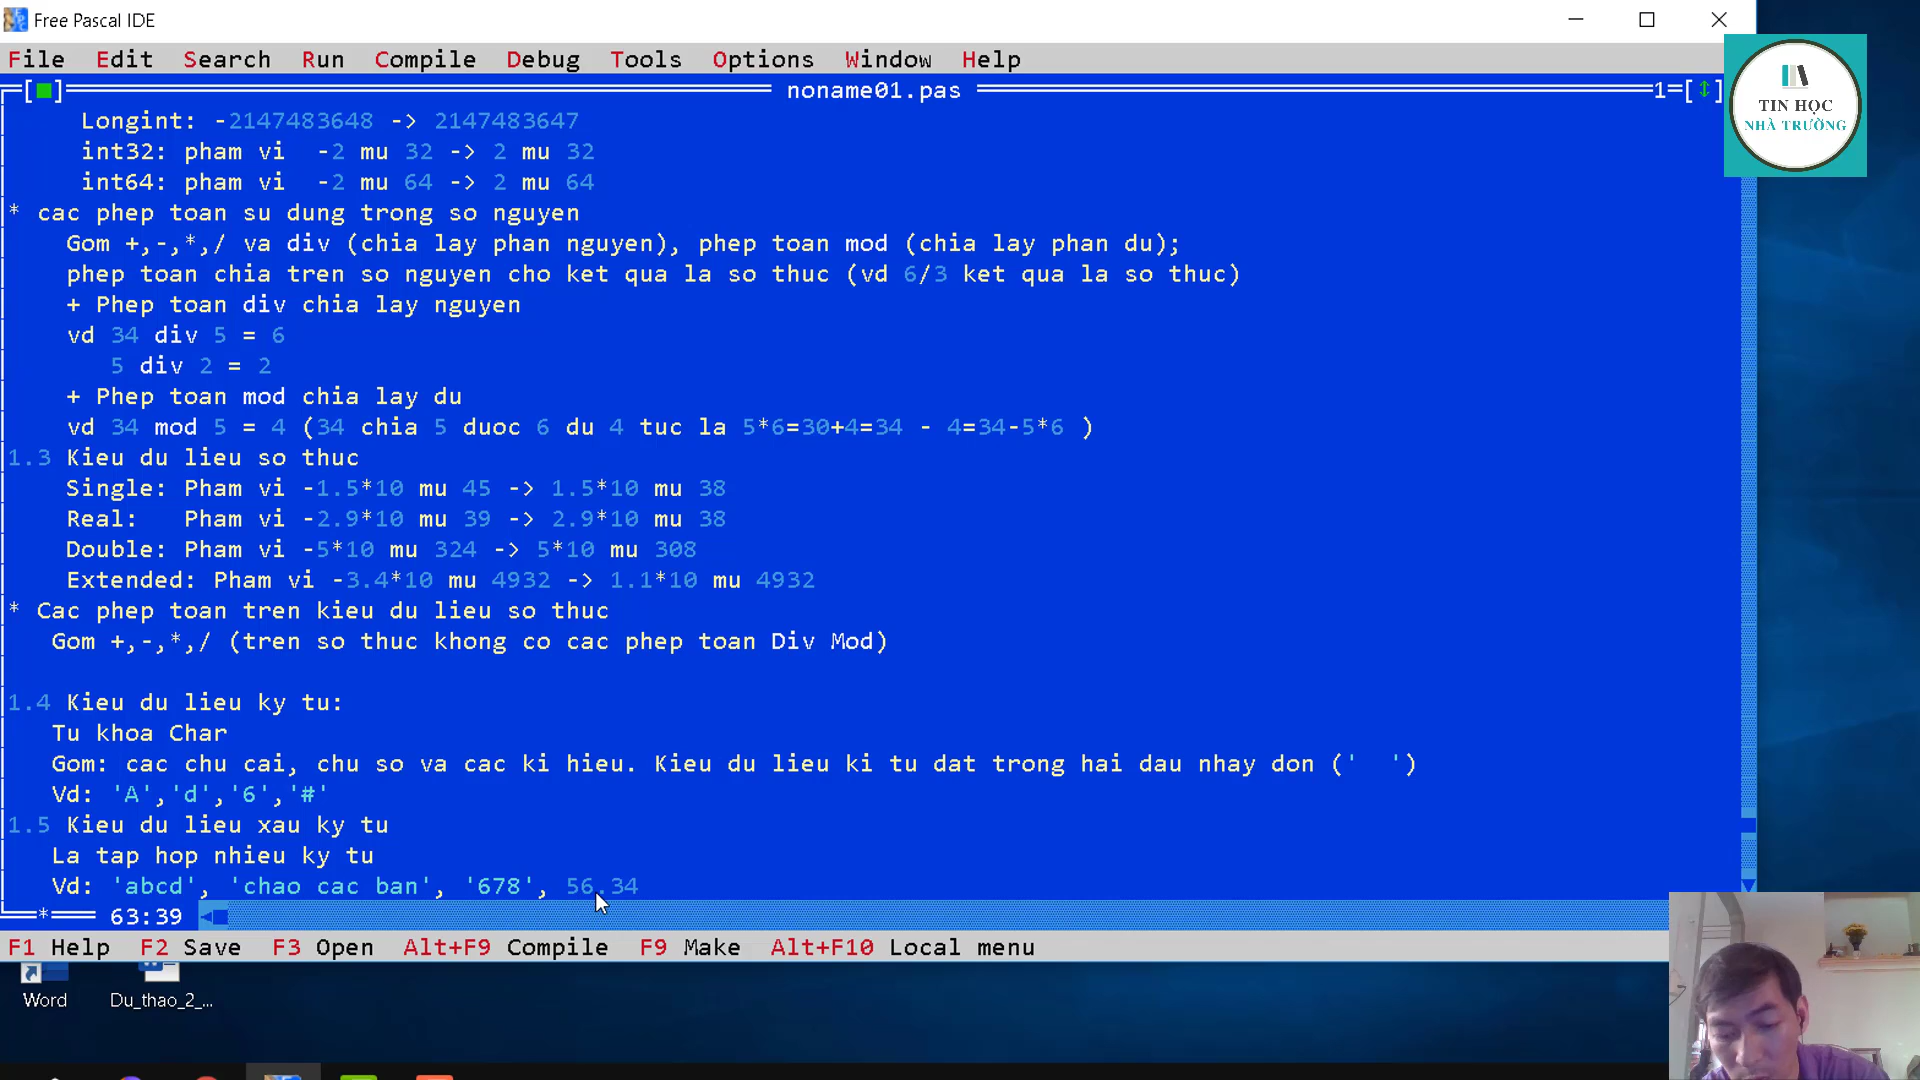 Free Pascal IDE
File Edit Search Run Compile Debug Tools Options Window Help
noname01.pas 1
TIN HỌC
NHÀ TRƯỜNG
Longint: -2147483648 -> 2147483647
int32: pham vi -2 mu 32 -> 2 mu 32
int64: pham vi -2 mu 64 -> 2 mu 64
* cac phep toan su dung trong so nguyen
Gom +,-,*,/ va div (chia lay phan nguyen), phep toan mod (chia lay phan du);
phep toan chia tren so nguyen cho ket qua la so thuc (vd 6/3 ket qua la so thuc)
+ Phep toan div chia lay nguyen
vd 34 div 5 = 6
5 div 2 = 2
+ Phep toan mod chia lay du
vd 34 mod 5 = 4 (34 chia 5 duoc 6 du 4 tuc la 5*6=30+4=34 - 4=34-5*6 )
1.3 Kieu du lieu so thuc
Single: Pham vi -1.5*10 mu 45 -> 1.5*10 mu 38
Real: Pham vi -2.9*10 mu 39 -> 2.9*10 mu 38
Double: Pham vi -5*10 mu 324 -> 5*10 mu 308
Extended: Pham vi -3.4*10 mu 4932 -> 1.1*10 mu 4932
* Cac phep toan tren kieu du lieu so thuc
Gom +,-,*,/ (tren so thuc khong co cac phep toan Div Mod)
1.4 Kieu du lieu ky tu:
Tu khoa Char
Gom: cac chu cai, chu so va cac ki hieu. Kieu du lieu ki tu dat trong hai dau nhay don ('  ')
Vd: 'A','d','6','#'
1.5 Kieu du lieu xau ky tu
La tap hop nhieu ky tu
Vd: 'abcd', 'chao cac ban', '678', 56.34
* 63:39
F1 Help F2 Save F3 Open Alt+F9 Compile F9 Make Alt+F10 Local menu
Word
Du_thao_2_...